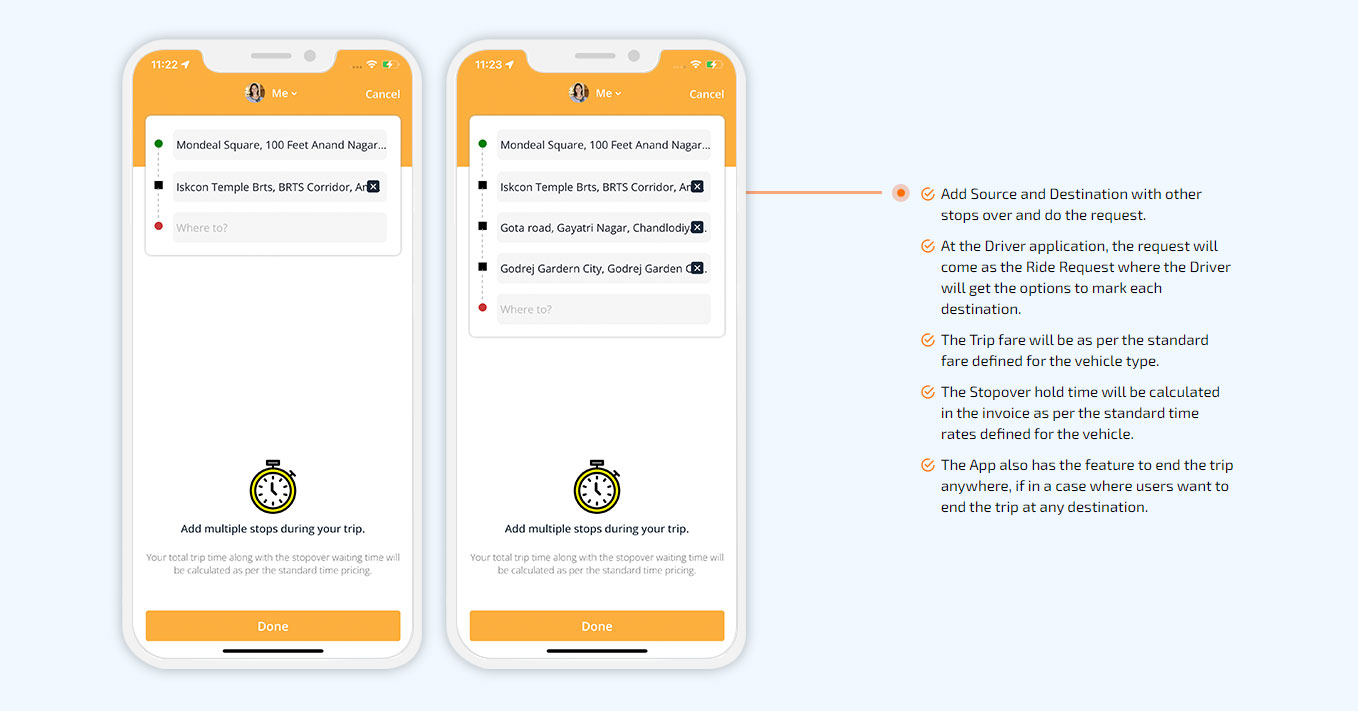 11:22
Me
Cancel
Mondeal Square, 100 Feet Anand Nagar...
Iskcon Temple Brts, BRTS Corridor,
Where to?
Add multiple stops during your trip.
Your total trip time along with the stopover waiting time will
be calculated as per the standard time pricing.
Done
11:23
Me
Cancel
Mondeal Square, 100 Feet Anand Nagar...
Iskcon Temple Brts, BRTS Corridor,
Gota road, Gayatri Nagar, Chandlodiy
Godrej Gardern City, Godrej Garden
Where to?
Add multiple stops during your trip.
Your total trip time along with the stopover waiting time will
be calculated as per the standard time pricing.
Done
Add Source and Destination with other
stops over and do the request.
At the Driver application, the request will
come as the Ride Request where the Driver
will get the options to mark each
destination.
The Trip fare will be as per the standard
fare defined for the vehicle type.
The Stopover hold time will be calculated
in the invoice as per the standard time
rates defined for the vehicle.
The App also has the feature to end the trip
anywhere, if in a case where users want to
end the trip at any destination.